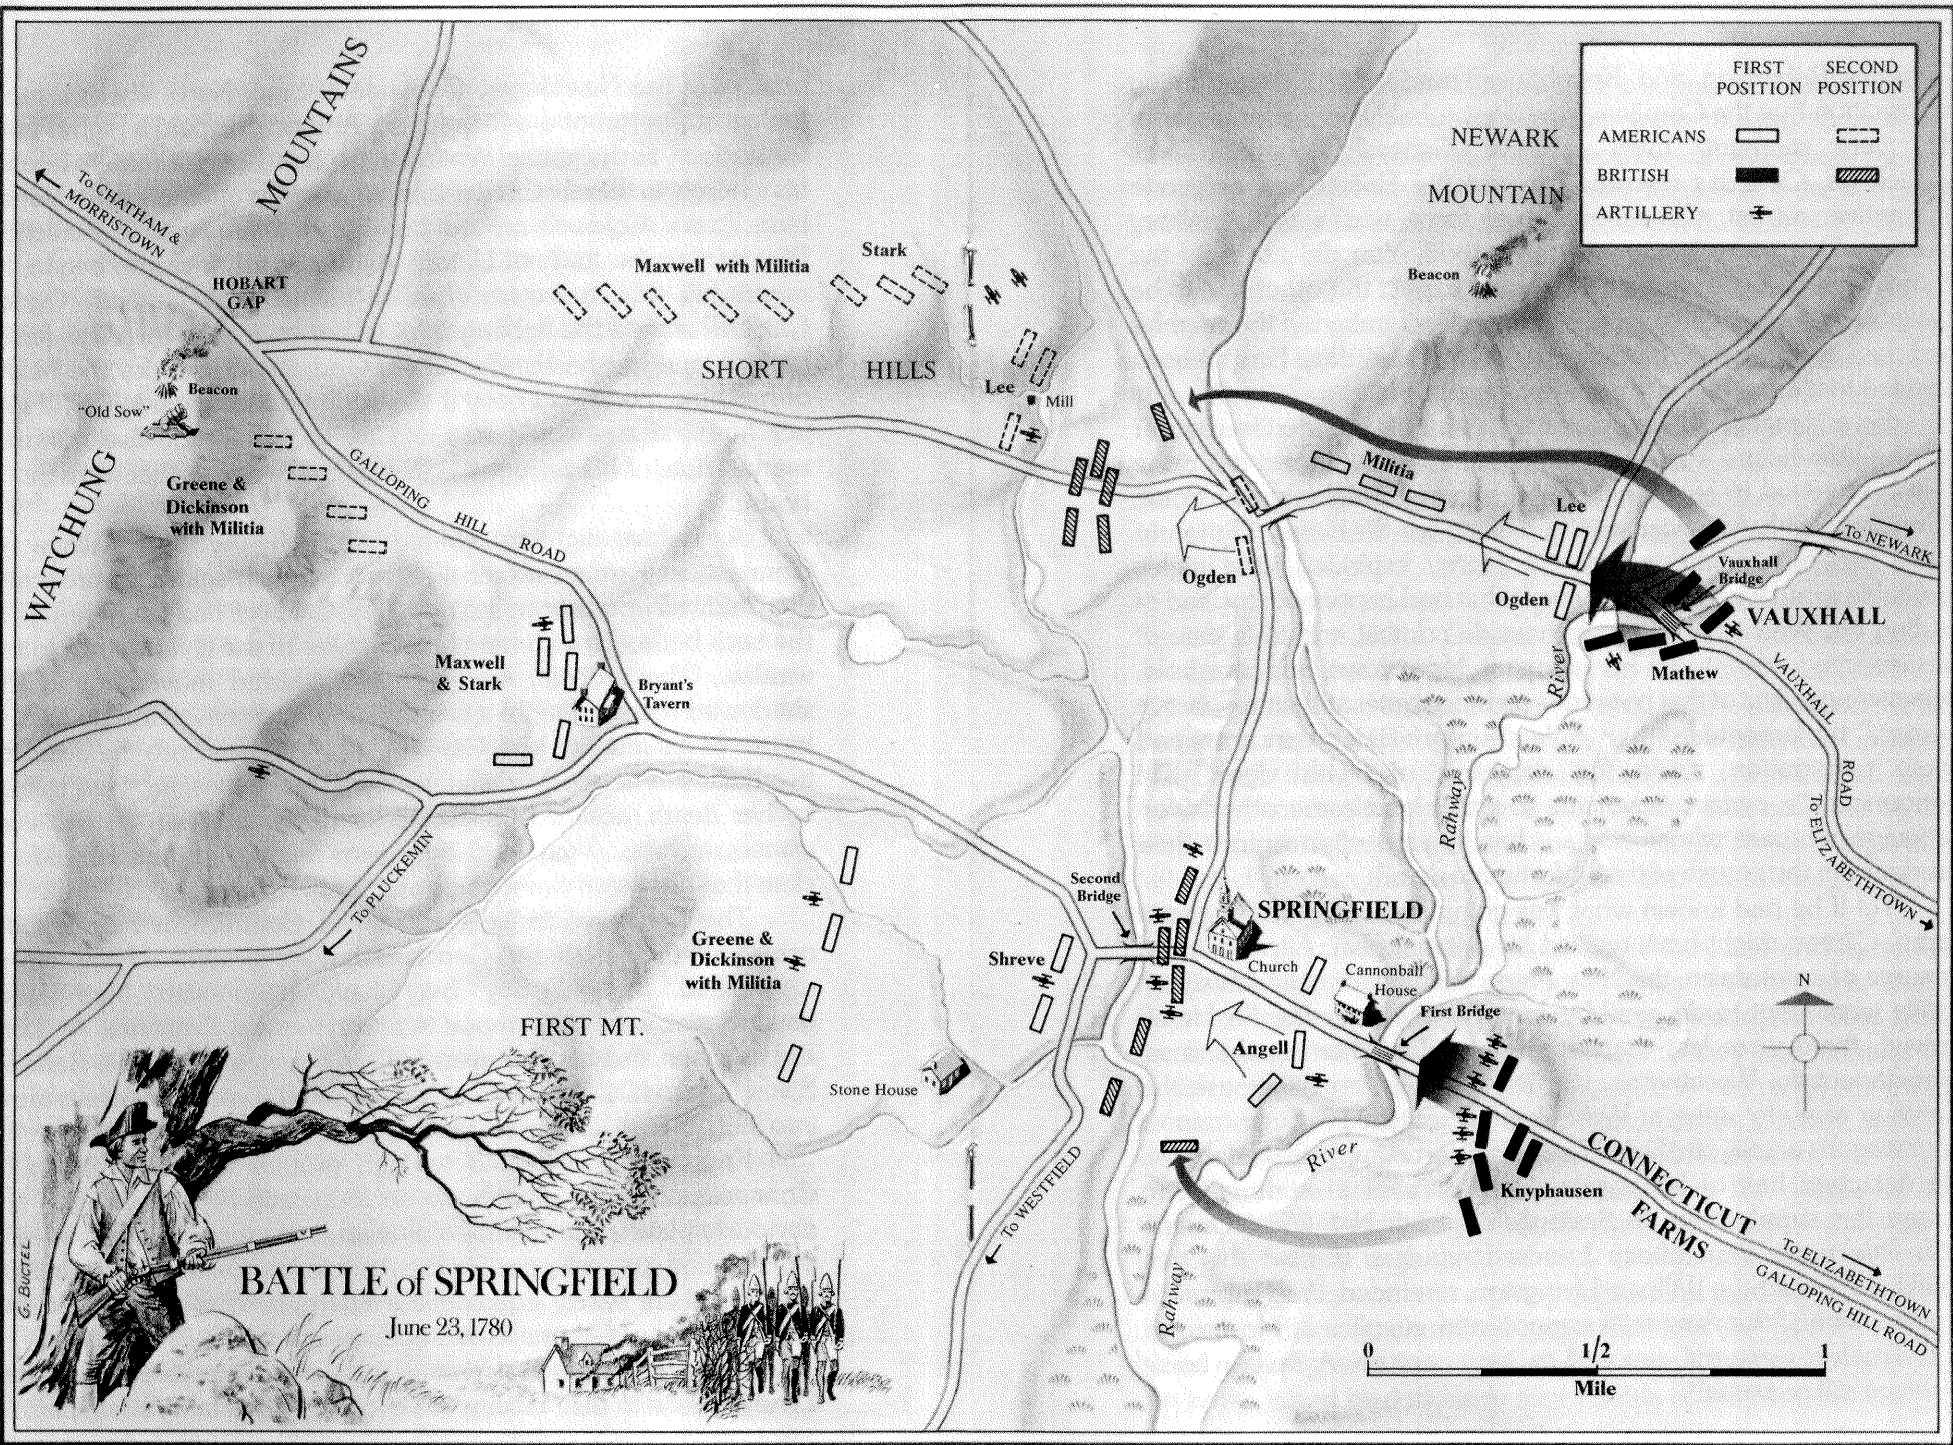 MOUNTAINS
To CHATHAM &
MORRISTOWN
HOBART
GAP
Beacon
"Old Sow"
WATCHUNG
Greene &
Dickinson
with Militia
GALLOPING HILL ROAD
Maxwell with Militia
Stark
SHORT HILLS
Lee
Mill
NEWARK
MOUNTAIN
Beacon
FIRST
POSITION
SECOND
POSITION
AMERICANS
BRITISH
ARTILLERY
Militia
Lee
Ogden
Ogden
To NEWARK
Vauxhall
Bridge
VAUXHALL
Mathew
River
Rahway
VAUXHALL ROAD
To ELIZABETHTOWN
Maxwell
& Stark
Bryant's
Tavern
To PLUCKEMIN
Greene &
Dickinson
with Militia
FIRST MT.
Stone House
Shreve
Second
Bridge
SPRINGFIELD
Church
Cannonball
House
First Bridge
Angell
N
River
Rahway
To WESTFIELD
Knyphausen
CONNECTICUT
FARMS
To ELIZABETHTOWN
GALLOPING HILL ROAD
G. BUCTEL
BATTLE of SPRINGFIELD
June 23, 1780
0 1/2 1
Mile